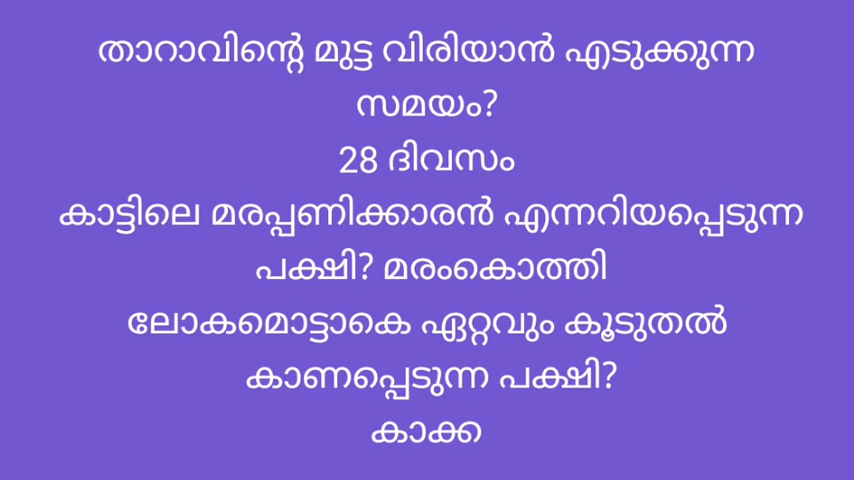 താറാവിന്റെ മുട്ട വിരിയാൻ എടുക്കുന്ന
സമയം?
28 ദിവസം
കാട്ടിലെ മരപ്പണിക്കാരൻ എന്നറിയപ്പെടുന്ന
പക്ഷി? മരംകൊത്തി
ലോകമൊട്ടാകെ ഏറ്റവും കൂടുതൽ
കാണപ്പെടുന്ന പക്ഷി?
കാക്ക